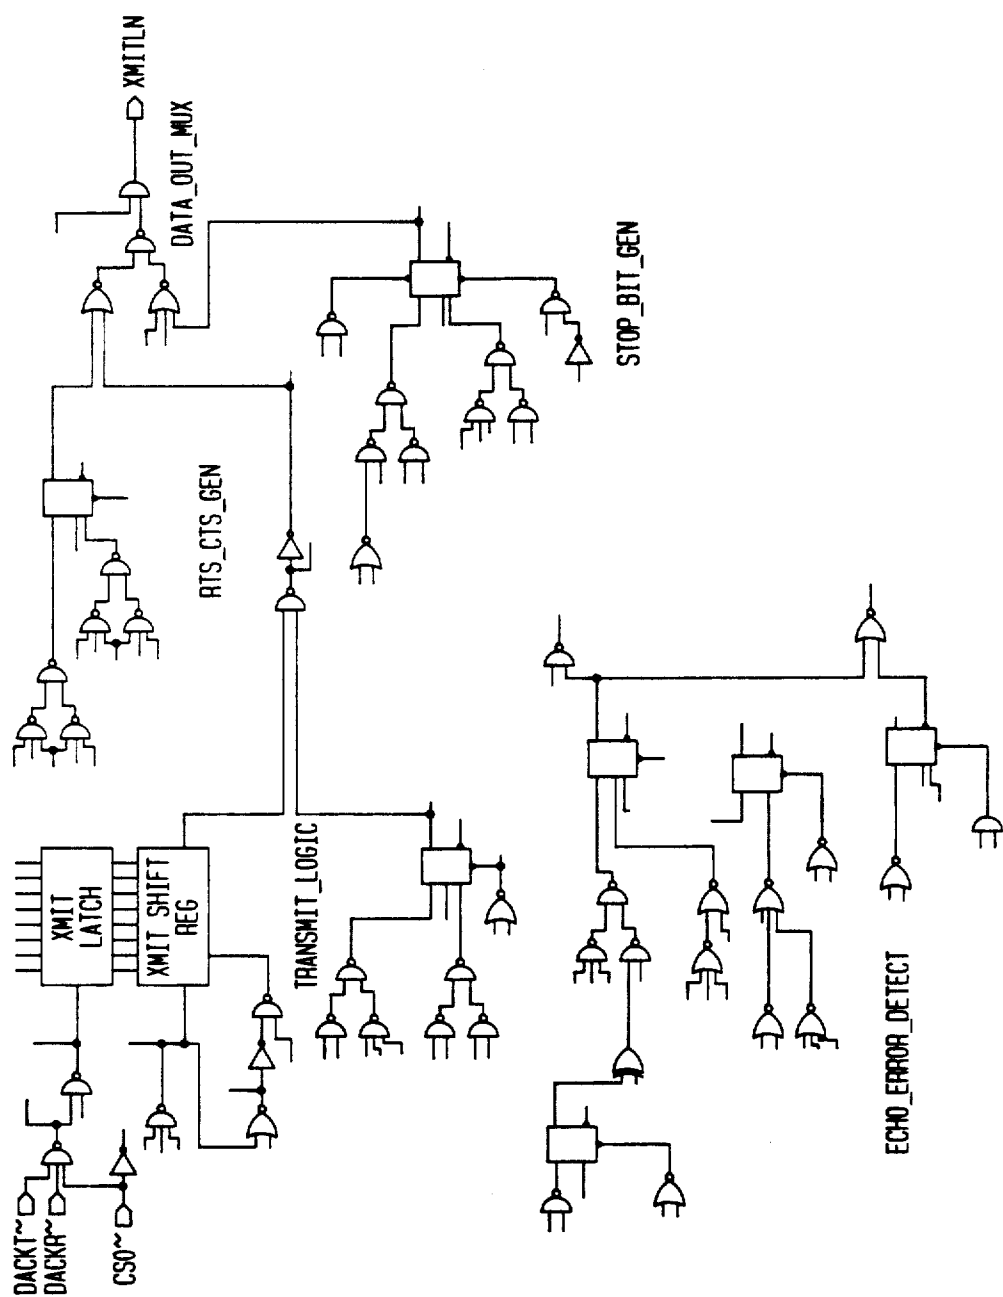 DACKT~
DACKR~
CS0~
XMIT
LATCH
XMIT SHIFT
REG
TRANSMIT_LOGIC
RTS_CTS_GEN
DATA_OUT_MUX
XMITLN
STOP_BIT_GEN
ECHO_ERROR_DETECT